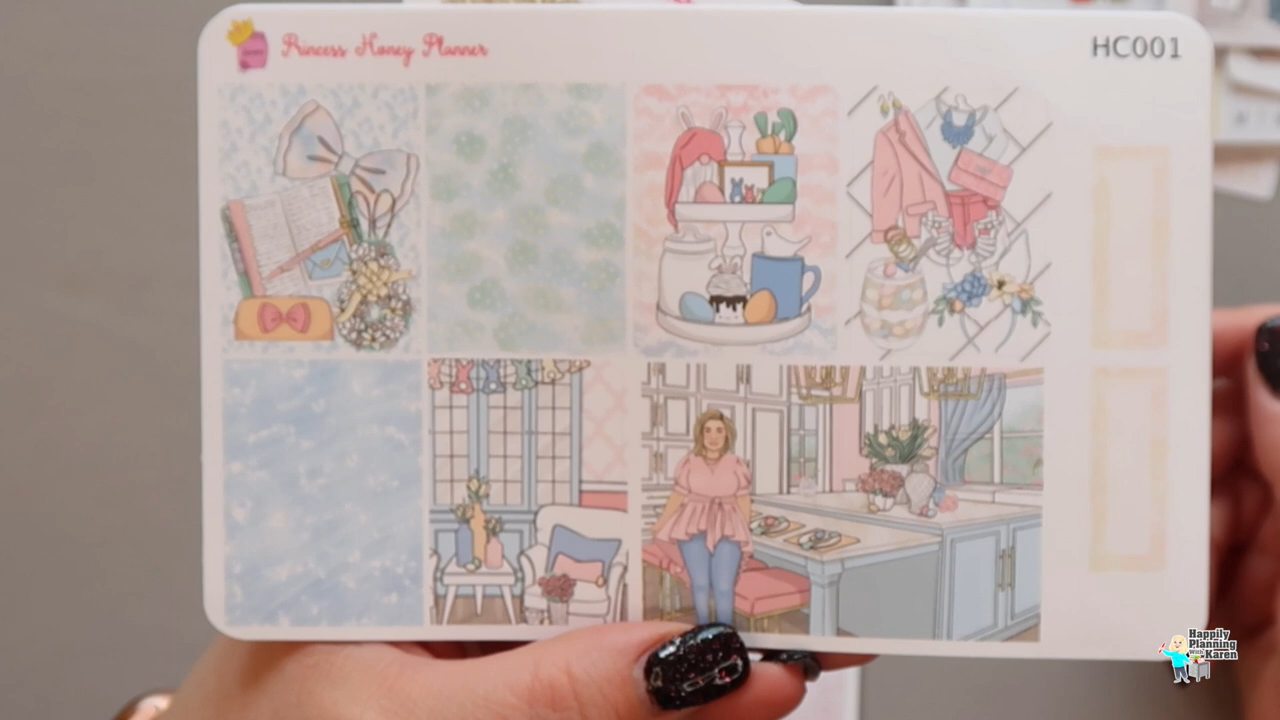 Princess Honey Planner
HC001
Happily
Planning
With
Karen